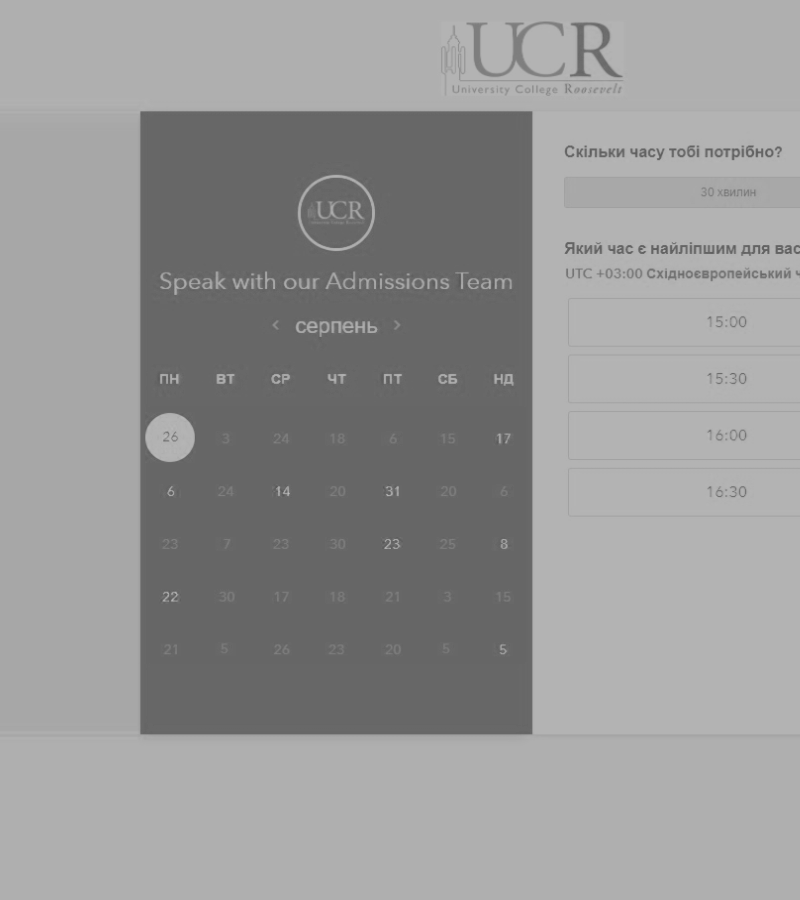 UCR
University College Roosevelt
UCR
Speak with our Admissions Team
серпень
ПН ВТ СР ЧТ ПТ СБ НД
26 3 24 18 6 15 17
6 24 14 20 31 20 6
23 7 23 30 23 25 8
22 30 17 18 21 3 15
21 5 26 23 20 5 5
Скільки часу тобі потрібно?
30 хвилин
Який час є найліпшим для вас
UTC +03:00 Східноєвропейський ч
15:00
15:30
16:00
16:30